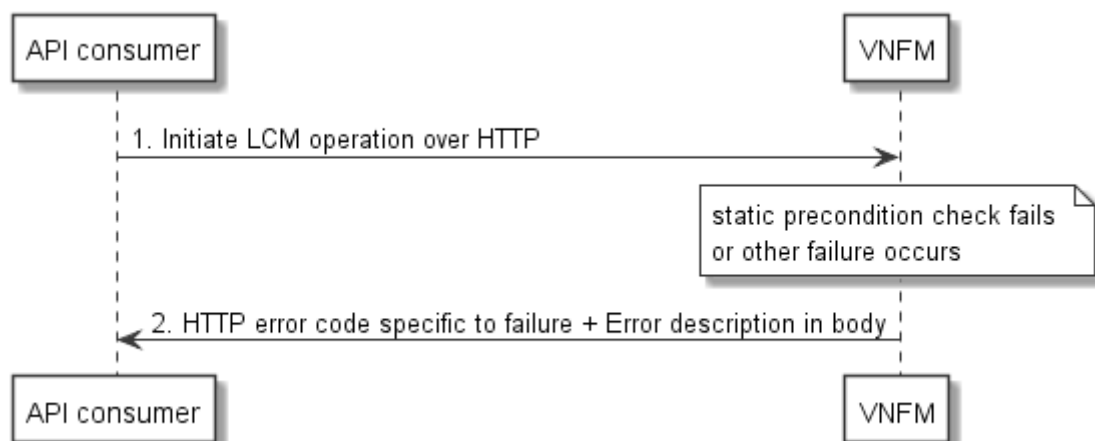 API consumer
VNFM
1. Initiate LCM operation over HTTP
static precondition check fails
or other failure occurs
2. HTTP error code specific to failure + Error description in body
API consumer
VNFM